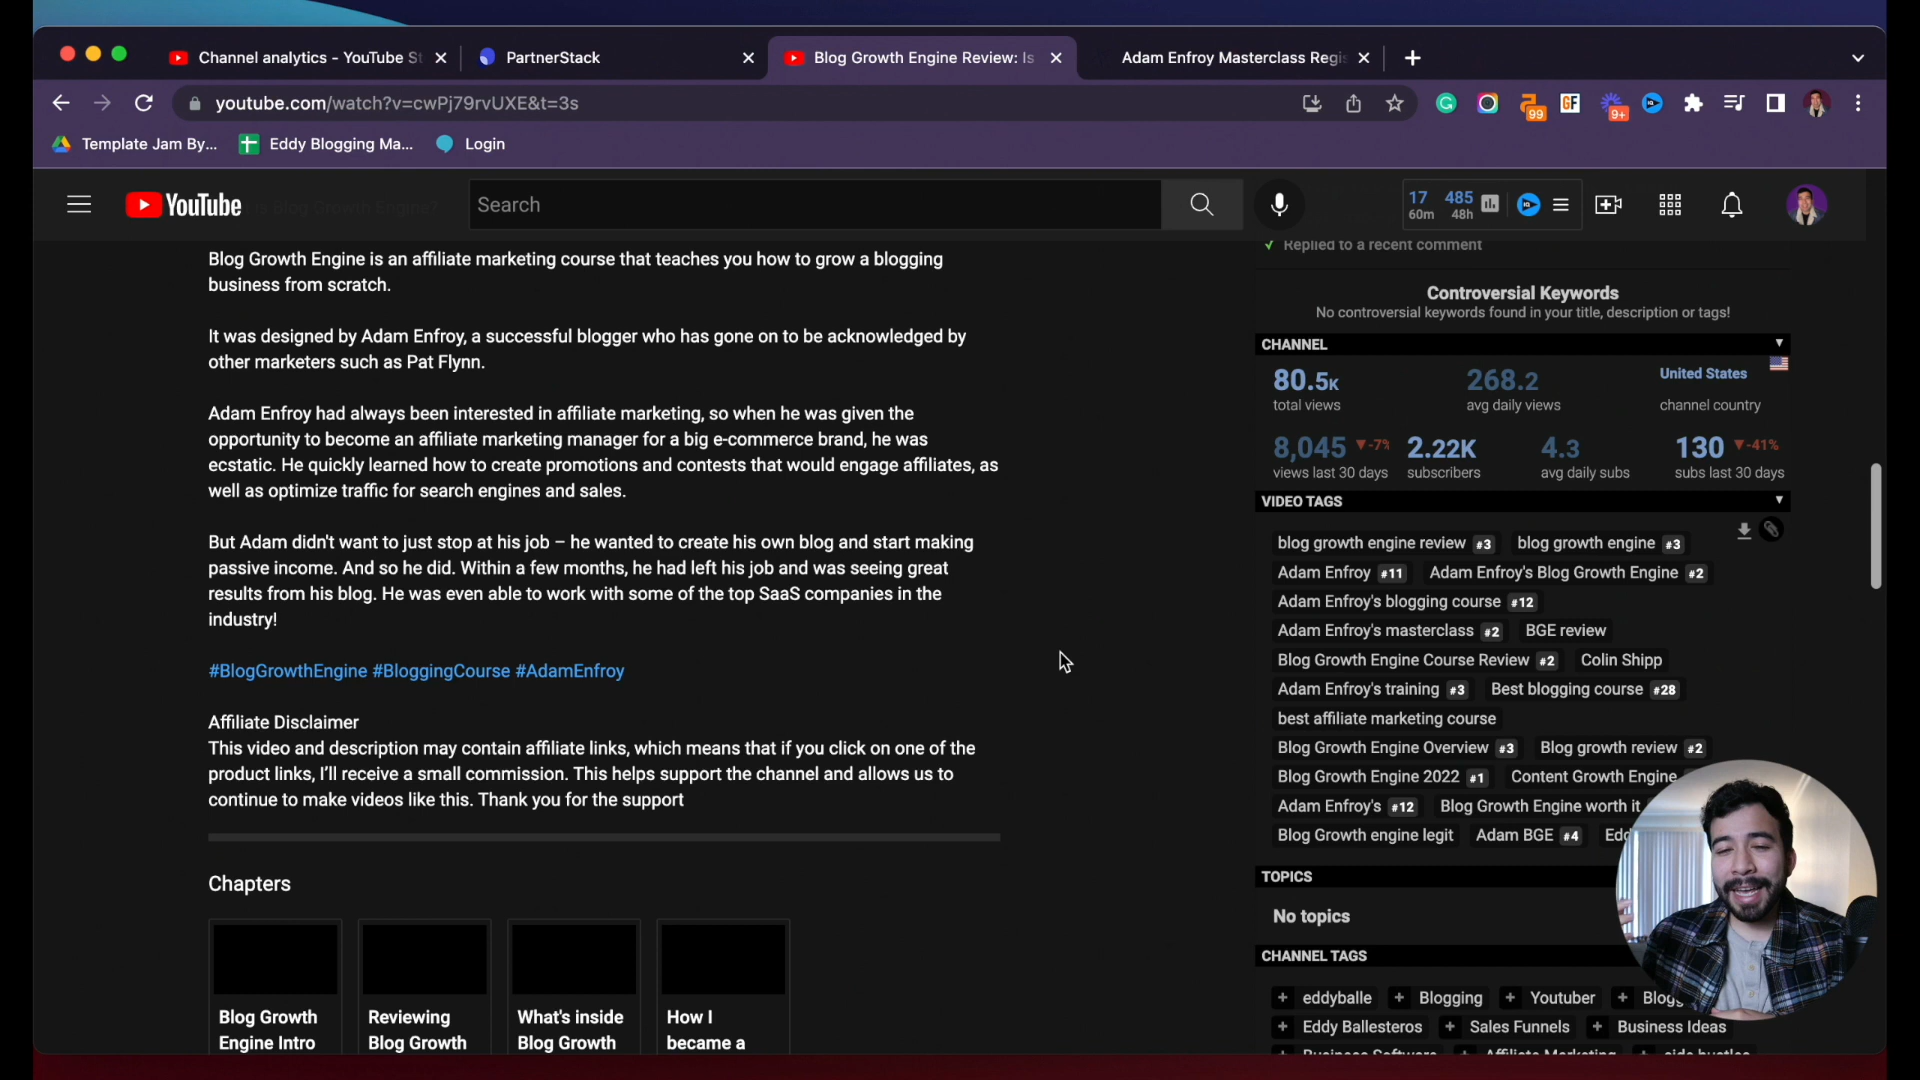 Channel analytics - YouTube St
PartnerStack
Blog Growth Engine Review: Is
Adam Enfroy Masterclass Regis
youtube.com/watch?v=cwPj79rvUXE&t=3s
99
GF
9+
Template Jam By...
Eddy Blogging Ma...
Login
YouTube
is Blog Growth Engine?
Search
17 485
60m 48h
Blog Growth Engine is an affiliate marketing course that teaches you how to grow a blogging
business from scratch.
It was designed by Adam Enfroy, a successful blogger who has gone on to be acknowledged by
other marketers such as Pat Flynn.
Adam Enfroy had always been interested in affiliate marketing, so when he was given the
opportunity to become an affiliate marketing manager for a big e-commerce brand, he was
ecstatic. He quickly learned how to create promotions and contests that would engage affiliates, as
well as optimize traffic for search engines and sales.
But Adam didn't want to just stop at his job – he wanted to create his own blog and start making
passive income. And so he did. Within a few months, he had left his job and was seeing great
results from his blog. He was even able to work with some of the top SaaS companies in the
industry!
#BlogGrowthEngine #BloggingCourse #AdamEnfroy
Affiliate Disclaimer
This video and description may contain affiliate links, which means that if you click on one of the
product links, I'll receive a small commission. This helps support the channel and allows us to
continue to make videos like this. Thank you for the support
Chapters
Blog Growth
Engine Intro
Reviewing
Blog Growth
What's inside
Blog Growth
How I
became a
Replied to a recent comment
Controversial Keywords
No controversial keywords found in your title, description or tags!
CHANNEL
80.5K 268.2 United States
total views avg daily views channel country
8,045 -7% 2.22K 4.3 130 -41%
views last 30 days subscribers avg daily subs subs last 30 days
VIDEO TAGS
blog growth engine review #3 blog growth engine #3
Adam Enfroy #11 Adam Enfroy's Blog Growth Engine #2
Adam Enfroy's blogging course #12
Adam Enfroy's masterclass #2 BGE review
Blog Growth Engine Course Review #2 Colin Shipp
Adam Enfroy's training #3 Best blogging course #28
best affiliate marketing course
Blog Growth Engine Overview #3 Blog growth review #2
Blog Growth Engine 2022 #1 Content Growth Engine
Adam Enfroy's #12 Blog Growth Engine worth it
Blog Growth engine legit Adam BGE #4 Edd
TOPICS
No topics
CHANNEL TAGS
+ eddyballe + Blogging + Youtuber + Blogg
+ Eddy Ballesteros + Sales Funnels + Business Ideas
+ Business Software + Affiliate Marketing + side hustles